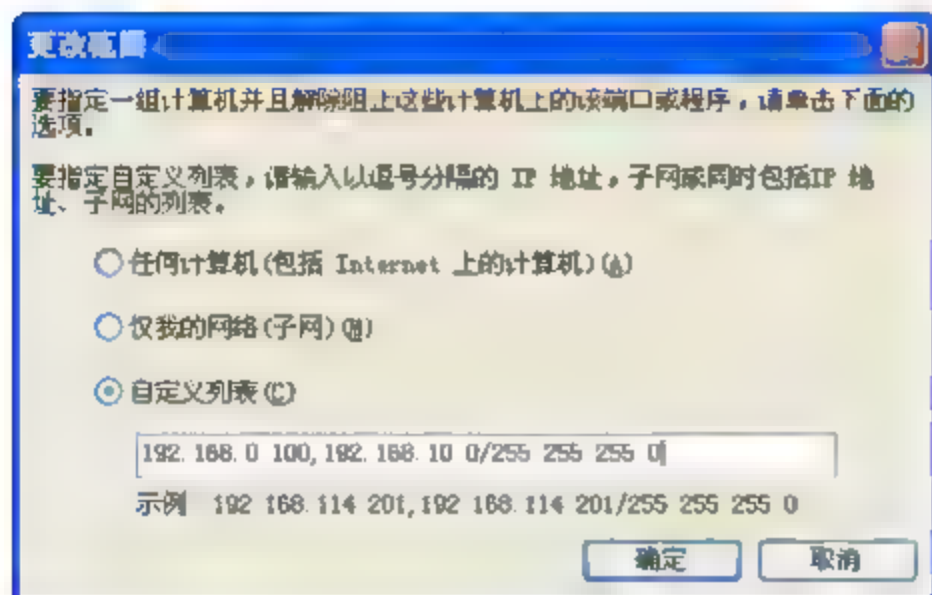 更改范围
要指定一组计算机并且解除阻止这些计算机上的该端口或程序，请单击下面的
选项。
要指定自定义列表，请输入以逗号分隔的 IP 地址，子网或同时包括IP 地
址、子网的列表。
任何计算机(包括 Internet 上的计算机)(A)
仅我的网络(子网)(M)
自定义列表(C)
192.168.0 100,192.168.10 0/255 255 255 0
示例 192 168.114 201,192 168.114 201/255 255 255 0
确定 取消